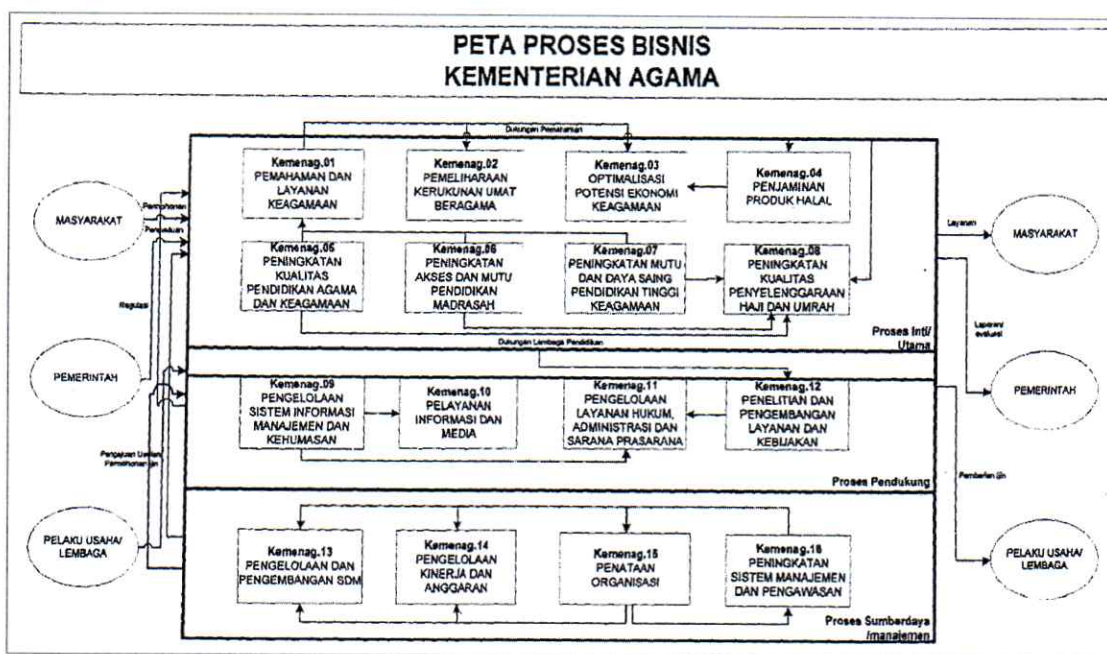 PETA PROSES BISNIS
KEMENTERIAN AGAMA
Dukungan Pemahaman
Kemenag.01
PEMAHAMAN DAN
LAYANAN
KEAGAMAAN
Kemenag.02
PEMELIHARAAN
KERUKUNAN UMAT
BERAGAMA
Kemenag.03
OPTIMALISASI
POTENSI EKONOMI
KEAGAMAAN
Kemenag.04
PENJAMINAN
PRODUK HALAL
MASYARAKAT
Permohonan
Pengaduan
Layanan
MASYARAKAT
Kemenag.05
PENINGKATAN
KUALITAS
PENDIDIKAN AGAMA
DAN KEAGAMAAN
Kemenag.06
PENINGKATAN
AKSES DAN MUTU
PENDIDIKAN
MADRASAH
Kemenag.07
PENINGKATAN MUTU
DAN DAYA SAING
PENDIDIKAN TINGGI
KEAGAMAAN
Kemenag.08
PENINGKATAN
KUALITAS
PENYELENGGARAAN
HAJI DAN UMRAH
Regulasi
Proses Inti/
Utama
Laporan/
evaluasi
Dukungan Lembaga Pendidikan
PEMERINTAH
PEMERINTAH
Kemenag.09
PENGELOLAAN
SISTEM INFORMASI
MANAJEMEN DAN
KEHUMASAN
Kemenag.10
PELAYANAN
INFORMASI DAN
MEDIA
Kemenag.11
PENGELOLAAN
LAYANAN HUKUM,
ADMINISTRASI DAN
SARANA PRASARANA
Kemenag.12
PENELITIAN DAN
PENGEMBANGAN
LAYANAN DAN
KEBIJAKAN
Pengajuan Usulan/
Permohonan ijin
Proses Pendukung
Pemberian ijin
PELAKU USAHA/
LEMBAGA
Kemenag.13
PENGELOLAAN DAN
PENGEMBANGAN SDM
Kemenag.14
PENGELOLAAN
KINERJA DAN
ANGGARAN
Kemenag.15
PENATAAN
ORGANISASI
Kemenag.16
PENINGKATAN
SISTEM MANAJEMEN
DAN PENGAWASAN
PELAKU USAHA/
LEMBAGA
Proses Sumberdaya
/manajemen